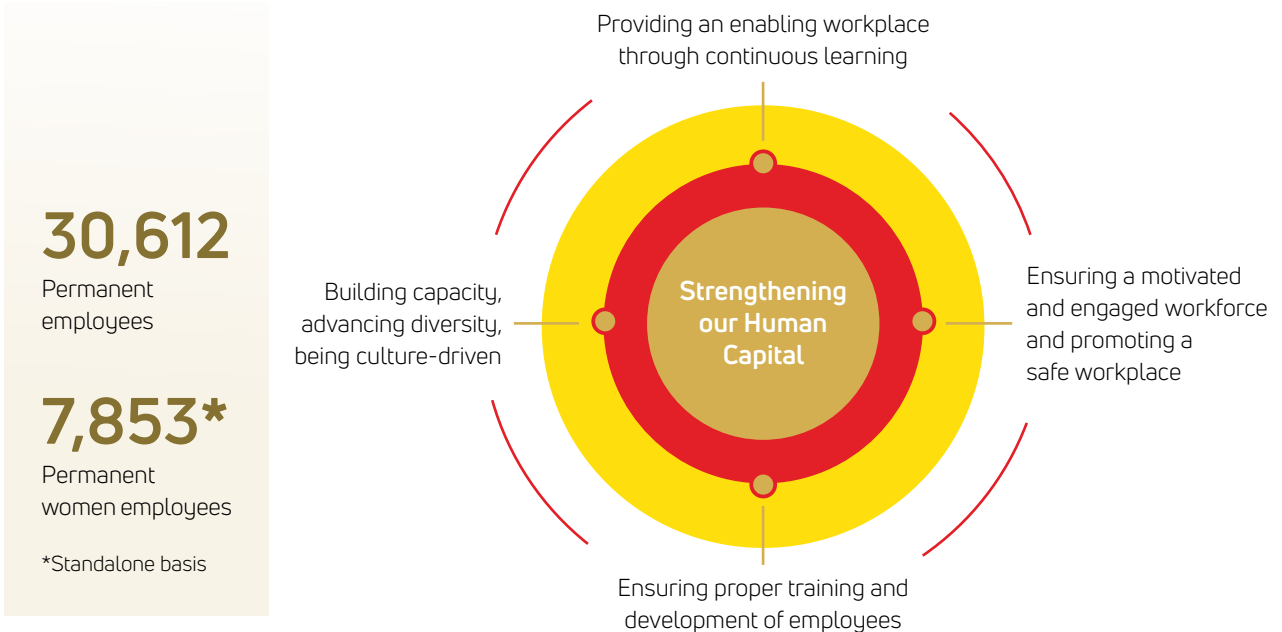 30,612
Permanent
employees
7,853*
Permanent
women employees
*Standalone basis
Providing an enabling workplace
through continuous learning
Building capacity,
advancing diversity,
being culture-driven
Strengthening
our Human
Capital
Ensuring a motivated
and engaged workforce
and promoting a
safe workplace
Ensuring proper training and
development of employees